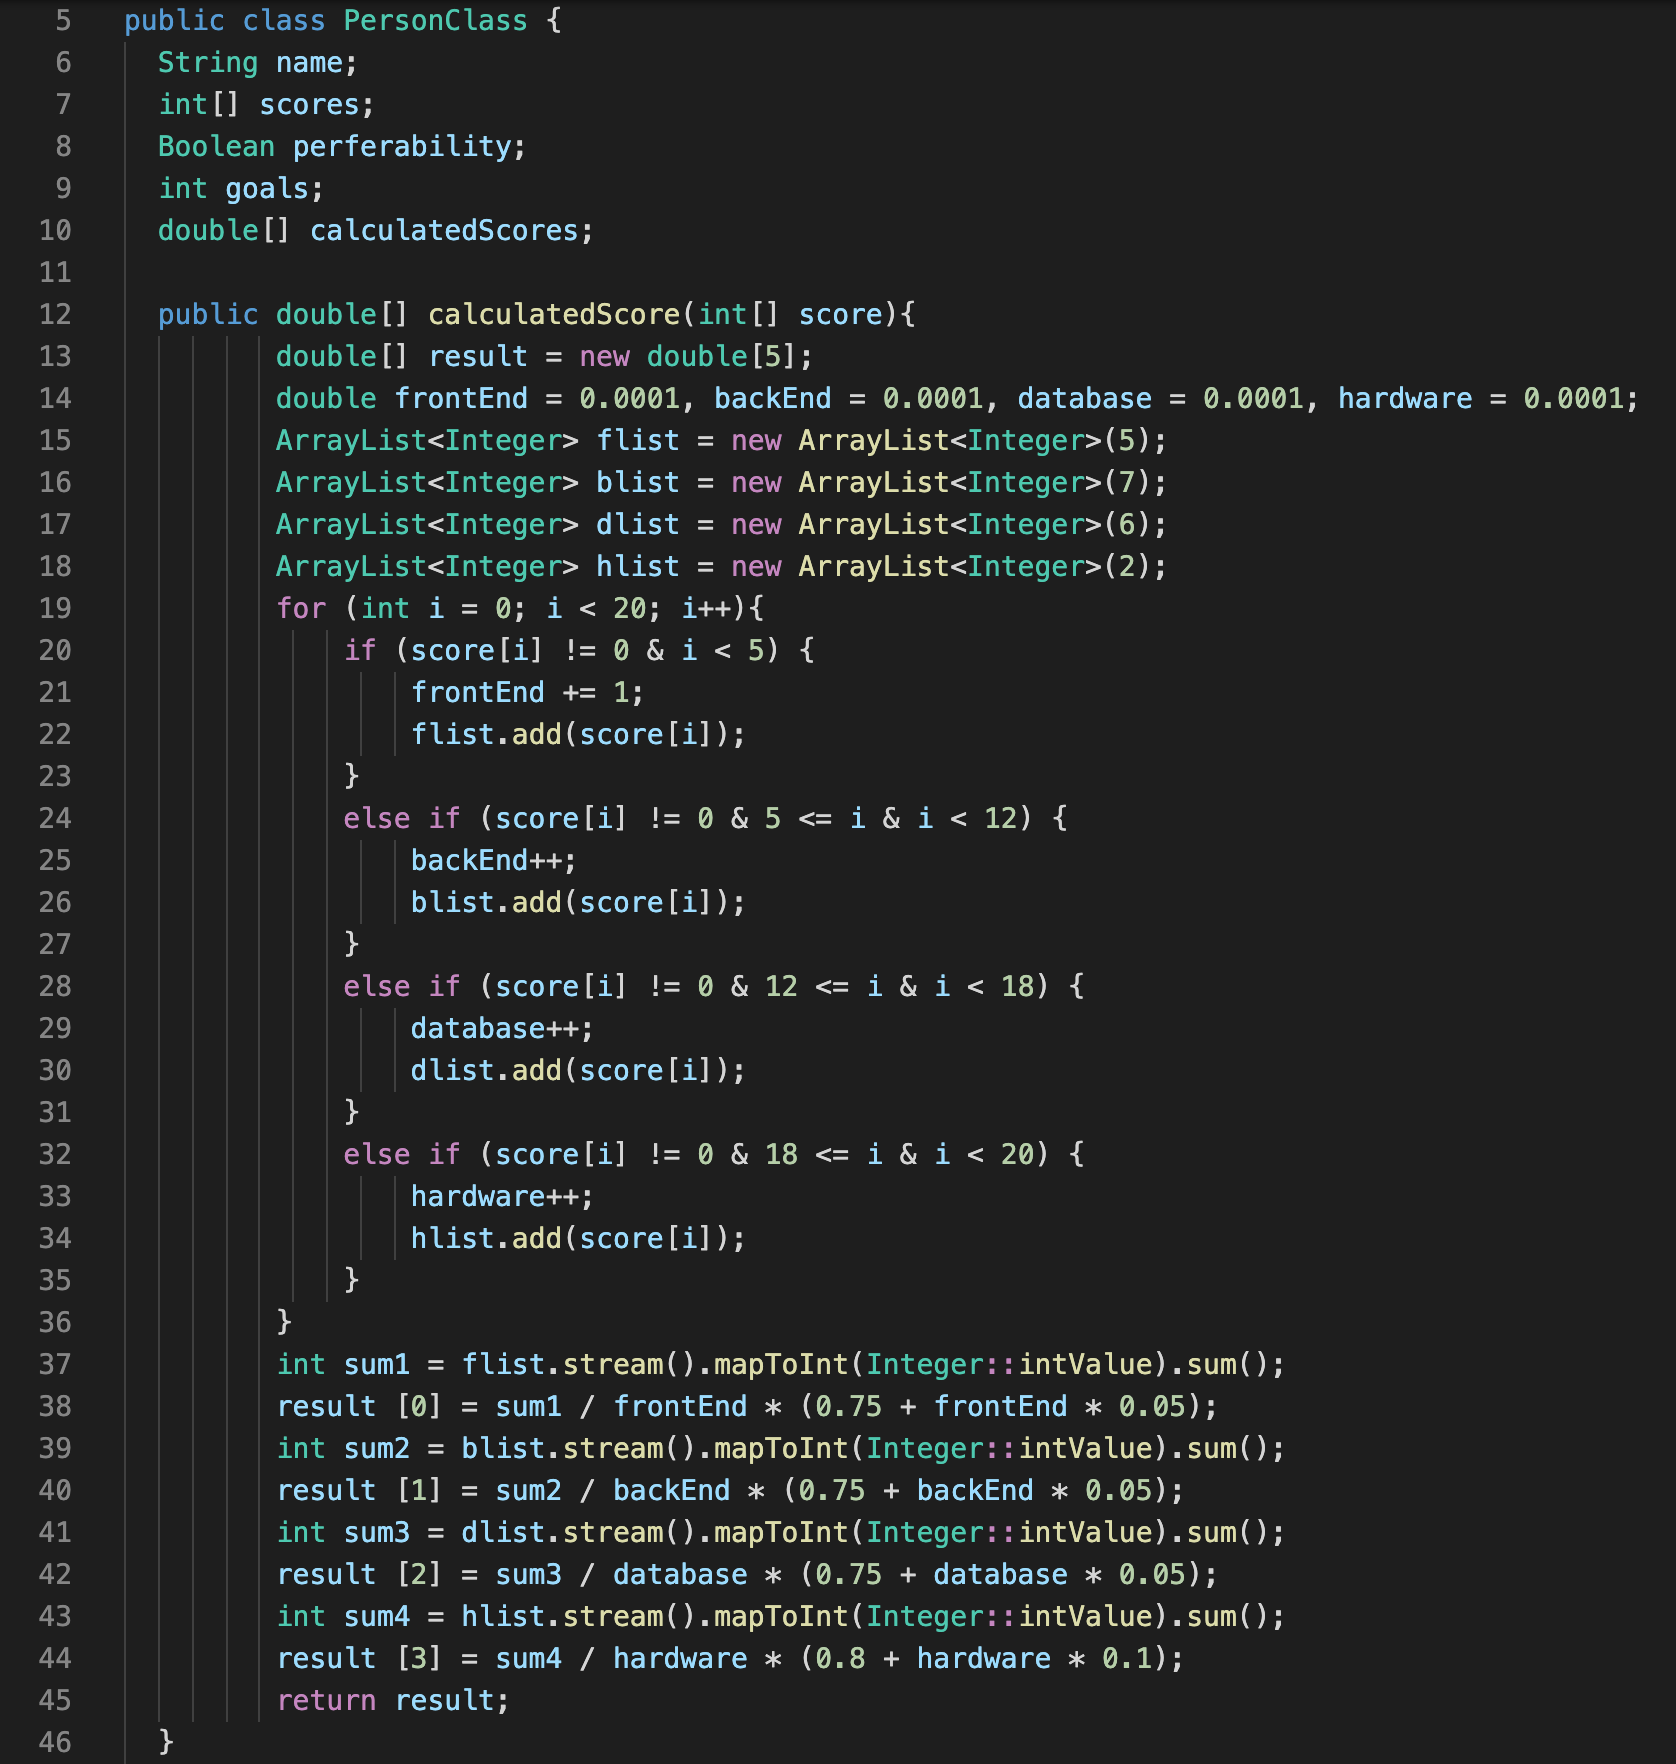 5 public class PersonClass {
6 String name;
7 int[] scores;
8 Boolean perferability;
9 int goals;
10 double[] calculatedScores;
11
12 public double[] calculatedScore(int[] score){
13 double[] result = new double[5];
14 double frontEnd = 0.0001, backEnd = 0.0001, database = 0.0001, hardware = 0.0001;
15 ArrayList<Integer> flist = new ArrayList<Integer>(5);
16 ArrayList<Integer> blist = new ArrayList<Integer>(7);
17 ArrayList<Integer> dlist = new ArrayList<Integer>(6);
18 ArrayList<Integer> hlist = new ArrayList<Integer>(2);
19 for (int i = 0; i < 20; i++){
20 if (score[i] != 0 & i < 5) {
21 frontEnd += 1;
22 flist.add(score[i]);
23 }
24 else if (score[i] != 0 & 5 <= i & i < 12) {
25 backEnd++;
26 blist.add(score[i]);
27 }
28 else if (score[i] != 0 & 12 <= i & i < 18) {
29 database++;
30 dlist.add(score[i]);
31 }
32 else if (score[i] != 0 & 18 <= i & i < 20) {
33 hardware++;
34 hlist.add(score[i]);
35 }
36 }
37 int sum1 = flist.stream().mapToInt(Integer::intValue).sum();
38 result [0] = sum1 / frontEnd * (0.75 + frontEnd * 0.05);
39 int sum2 = blist.stream().mapToInt(Integer::intValue).sum();
40 result [1] = sum2 / backEnd * (0.75 + backEnd * 0.05);
41 int sum3 = dlist.stream().mapToInt(Integer::intValue).sum();
42 result [2] = sum3 / database * (0.75 + database * 0.05);
43 int sum4 = hlist.stream().mapToInt(Integer::intValue).sum();
44 result [3] = sum4 / hardware * (0.8 + hardware * 0.1);
45 return result;
46 }